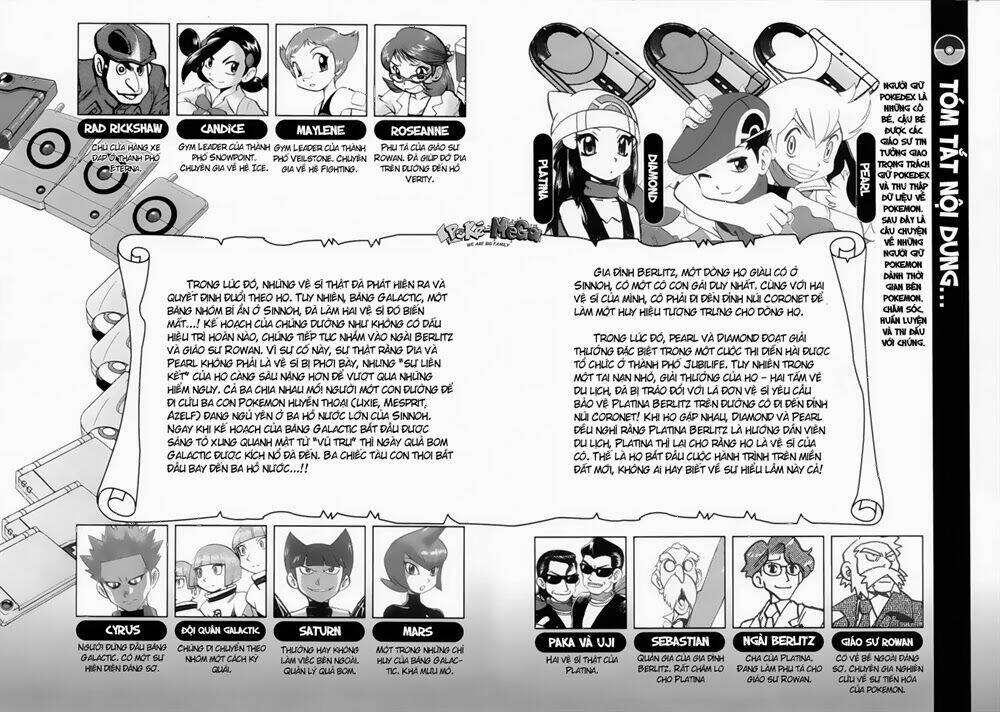 TÓM TẮT NỘI DUNG...
NGƯỜI GIỮ
POKEDEX LÀ
NHỮNG CÔ
BÉ, CẬU BÉ
ĐƯỢC CÁC
GIÁO SƯ TIN
TƯỞNG GIAO
TRỌNG TRÁCH
GIỮ POKEDEX
VÀ THU THẬP
DỮ LIỆU VỀ
POKEMON.
SAU ĐÂY LÀ
CÂU CHUYỆN
VỀ NHỮNG
NGƯỜI GIỮ
POKEMON
DÀNH THỜI
GIAN BÊN
POKEMON,
CHĂM SÓC,
HUẤN LUYỆN
VÀ THI ĐẤU
VỚI CHÚNG.
PEARL
DIAMOND
PLATINA
GIA ĐÌNH BERLITZ, MỘT DÒNG HỌ GIÀU CÓ Ở
SINNOH, CÓ MỘT CÔ CON GÁI DUY NHẤT. CÙNG VỚI HAI
VỆ SĨ CỦA MÌNH, CÔ PHẢI ĐI ĐẾN ĐỈNH NÚI CORONET ĐỂ
LÀM MỘT HUY HIỆU TƯỢNG TRƯNG CHO DÒNG HỌ.
TRONG LÚC ĐÓ, PEARL VÀ DIAMOND ĐOẠT GIẢI
THƯỞNG ĐẶC BIỆT TRONG MỘT CUỘC THI DIỄN HÀI ĐƯỢC
TỔ CHỨC Ở THÀNH PHỐ JUBILIFE. TUY NHIÊN TRONG
MỘT TAI NẠN NHỎ, GIẢI THƯỞNG CỦA HỌ - HAI TẤM VÉ
DU LỊCH, ĐÃ BỊ TRÁO ĐỔI VỚI LÁ ĐƠN VỆ SĨ YÊU CẦU
BẢO VỆ PLATINA BERLITZ TRÊN ĐƯỜNG CÔ ĐI ĐẾN ĐỈNH
NÚI CORONET! KHI HỌ GẶP NHAU, DIAMOND VÀ PEARL
ĐỀU NGHĨ RẰNG PLATINA BERLITZ LÀ HƯỚNG DẪN VIÊN
DU LỊCH, PLATINA THÌ LẠI CHO RẰNG HỌ LÀ VỆ SĨ CỦA
CÔ. THẾ LÀ HỌ BẮT ĐẦU CUỘC HÀNH TRÌNH TRÊN MIỀN
ĐẤT MỚI, KHÔNG AI HAY BIẾT VỀ SỰ HIỂU LẦM NÀY CẢ!
PAKA VÀ UJI
HAI VỆ SĨ THẬT CỦA
PLATINA.
SEBASTIAN
QUẢN GIA CỦA GIA ĐÌNH
BERLITZ. RẤT CHĂM LO
CHO PLATINA
NGÀI BERLITZ
CHA CỦA PLATINA.
ĐANG LÀM PHỤ TÁ CHO
GIÁO SƯ ROWAN.
GIÁO SƯ ROWAN
CÓ VẺ BỀ NGOÀI ĐÁNG
SỢ, CHUYÊN GIA NGHIÊN
CỨU VỀ SỰ TIẾN HÓA
CỦA POKEMON.
RAD RICKSHAW
CHỦ CỬA HÀNG XE
ĐẠP Ở THÀNH PHỐ
ETERNA.
CANDICE
GYM LEADER CỦA THÀNH
PHỐ SNOWPOINT. CHUYÊN
CHUYÊN GIA VỀ HỆ ICE.
MAYLENE
GYM LEADER CỦA THÀNH
PHỐ VEILSTONE. CHUYÊN
GIA VỀ HỆ FIGHTING.
ROSEANNE
PHỤ TÁ CỦA GIÁO SƯ
ROWAN. ĐÃ GIÚP ĐỠ DIA
TRÊN ĐƯỜNG ĐẾN HỒ
VERITY.
POKÉ-MEGA
WE ARE BIG FAMILY
TRONG LÚC ĐÓ, NHỮNG VỆ SĨ THẬT ĐÃ PHÁT HIỆN RA VÀ
QUYẾT ĐỊNH ĐUỔI THEO HỌ. TUY NHIÊN, BĂNG GALACTIC, MỘT
BĂNG NHÓM BÍ ẨN Ở SINNOH, ĐÃ LÀM HAI VỆ SĨ ĐÓ BIẾN
MẤT...! KẾ HOẠCH CỦA CHÚNG DƯỜNG NHƯ KHÔNG CÓ DẤU
HIỆU TRÌ HOÃN NÀO, CHÚNG TIẾP TỤC NHẮM VÀO NGÀI BERLITZ
VÀ GIÁO SƯ ROWAN. VÌ SỰ CỐ NÀY, SỰ THẬT RẰNG DIA VÀ
PEARL KHÔNG PHẢI LÀ VỆ SĨ BỊ PHƠI BÀY, NHƯNG "SỰ LIÊN
KẾT" CỦA HỌ CÀNG SÂU NẶNG HƠN ĐỂ VƯỢT QUA NHỮNG
HIỂM NGUY. CẢ BA CHIA NHAU MỖI NGƯỜI MỘT CON ĐƯỜNG ĐỂ
ĐI CỨU BA CON POKEMON HUYỀN THOẠI (UXIE, MESPRIT,
AZELF) ĐANG NGỦ YÊN Ở BA HỒ NƯỚC LỚN CỦA SINNOH.
NGAY KHI KẾ HOẠCH CỦA BĂNG GALACTIC BẮT ĐẦU ĐƯỢC
SÁNG TỎ XUNG QUANH MẬT TỪ "VŨ TRỤ" THÌ NGÀY QUẢ BOM
GALACTIC ĐƯỢC KÍCH NỔ ĐÃ ĐẾN. BA CHIẾC TÀU CON THOI BẮT
ĐẦU BAY ĐẾN BA HỒ NƯỚC...!!
CYRUS
NGƯỜI ĐỨNG ĐẦU BĂNG
GALACTIC. CÓ MỘT SỰ
HIỆN DIỆN ĐÁNG SỢ.
ĐỘI QUÂN GALACTIC
CHÚNG DI CHUYỂN THEO
NHÓM MỘT CÁCH KỲ
QUÁI.
SATURN
THƯỜNG HAY KHÔNG
LÀM VIỆC BÊN NGOÀI.
QUẢN LÝ QUẢ BOM.
MARS
MỘT TRONG NHỮNG CHỈ
HUY CỦA BĂNG GALAC-
TIC. KHÁ MƯU MÔ.